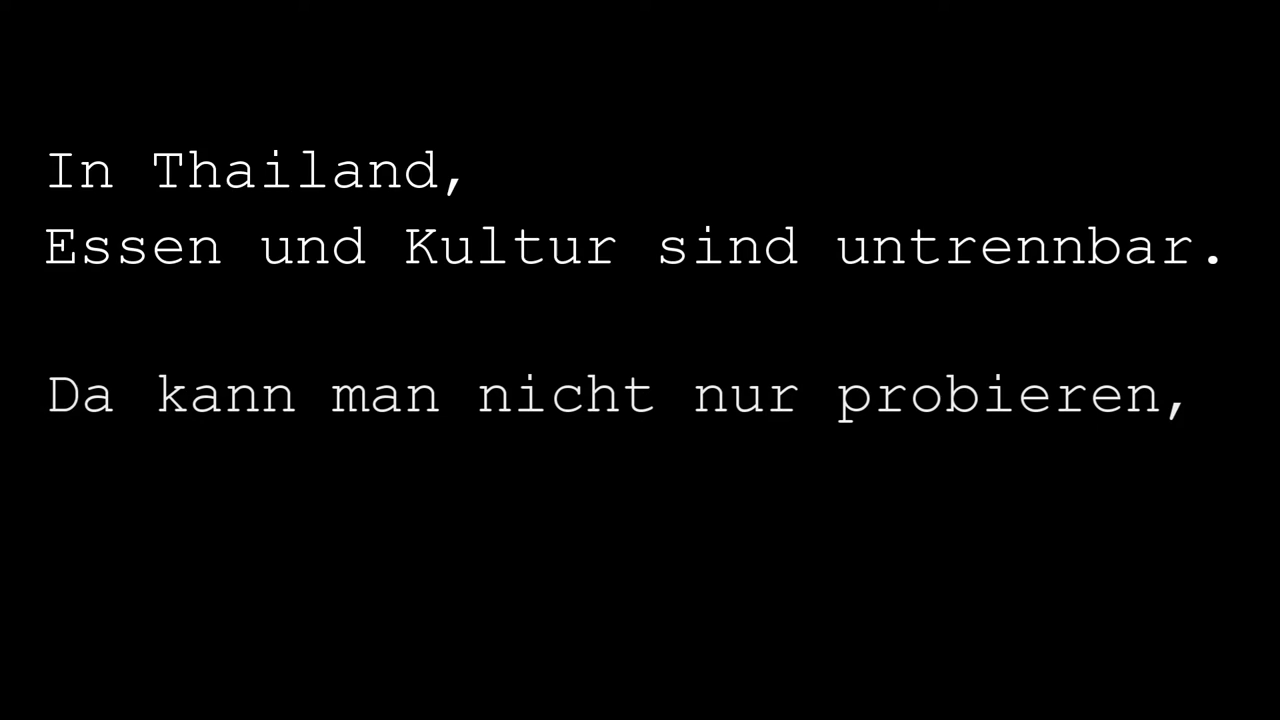 In Thailand,
Essen und Kultur sind untrennbar.
Da kann man nicht nur probieren,